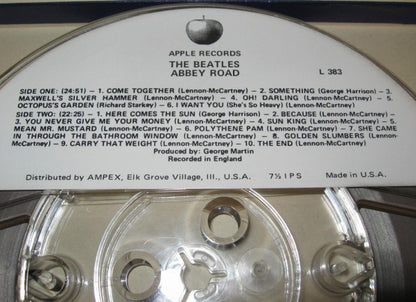 APPLE RECORDS
THE BEATLES
ABBEY ROAD
L 383
SIDE ONE: (24:51) – 1. COME TOGETHER (Lennon-McCartney) – 2. SOMETHING (George Harrison) – 3.
MAXWELL'S SILVER HAMMER (Lennon-McCartney) – 4. OH! DARLING (Lennon-McCartney) – 5.
OCTOPUS'S GARDEN (Richard Starkey) – 6. I WANT YOU (She's So Heavy) (Lennon-McCartney)
SIDE TWO: (22:25) – 1. HERE COMES THE SUN (George Harrison) – 2. BECAUSE (Lennon-McCartney) –
3. YOU NEVER GIVE ME YOUR MONEY (Lennon-McCartney) – 4. SUN KING (Lennon-McCartney) – 5.
MEAN MR. MUSTARD (Lennon-McCartney) – 6. POLYTHENE PAM (Lennon-McCartney) – 7. SHE CAME
IN THROUGH THE BATHROOM WINDOW (Lennon-McCartney) – 8. GOLDEN SLUMBERS (Lennon-
McCartney) – 9. CARRY THAT WEIGHT (Lennon-McCartney) – 10. THE END (Lennon-McCartney)
Produced by: George Martin
Recorded in England
Distributed by AMPEX, Elk Grove Village, Ill., U.S.A. 7½ IPS Made in U.S.A.